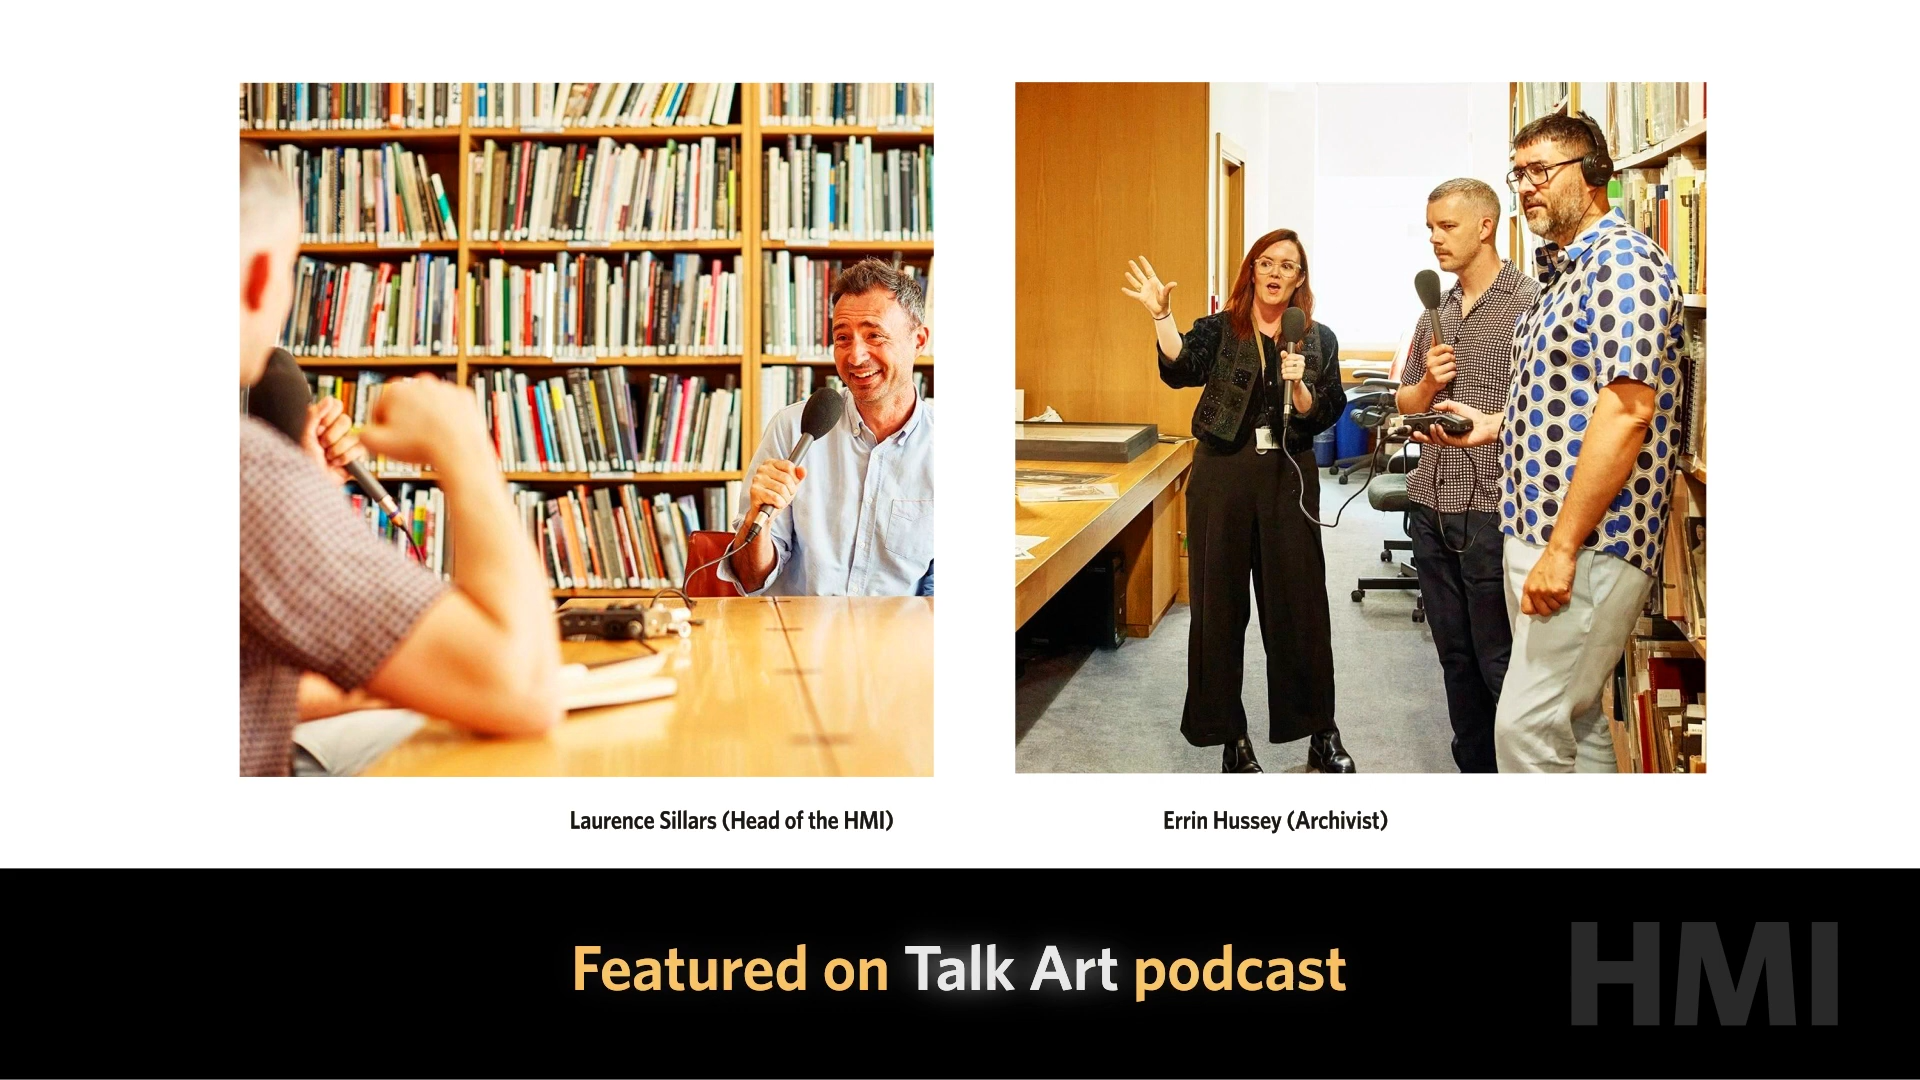 Laurence Sillars (Head of the HMI)
Errin Hussey (Archivist)
Featured on Talk Art podcast
HMI